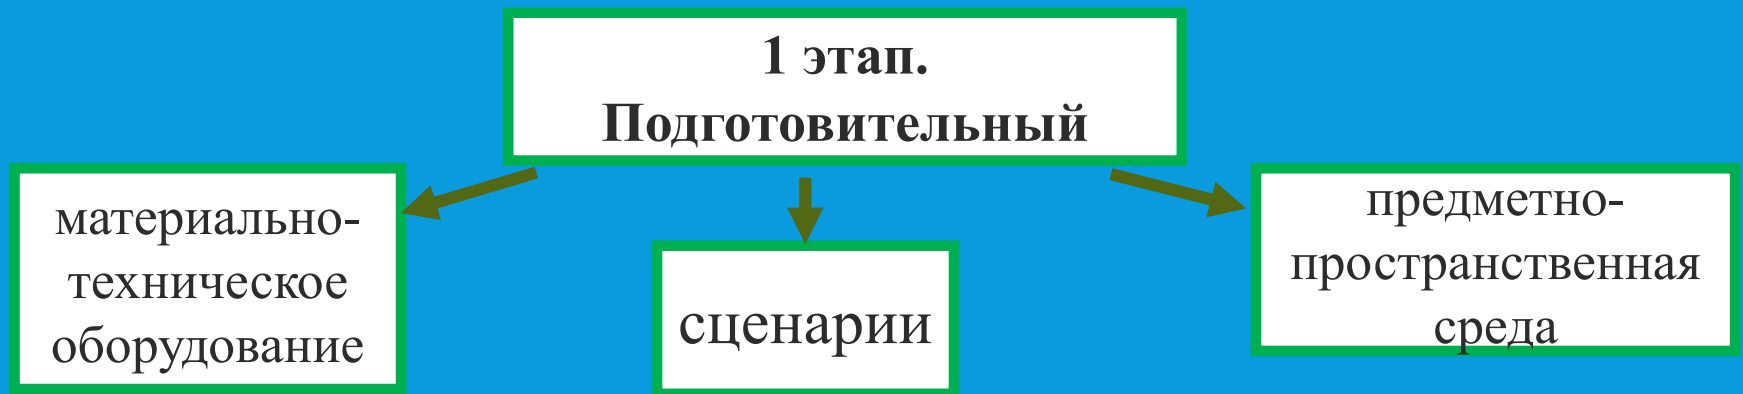 1 этап.
Подготовительный
материально-
техническое
оборудование
сценарии
предметно-
пространственная
среда